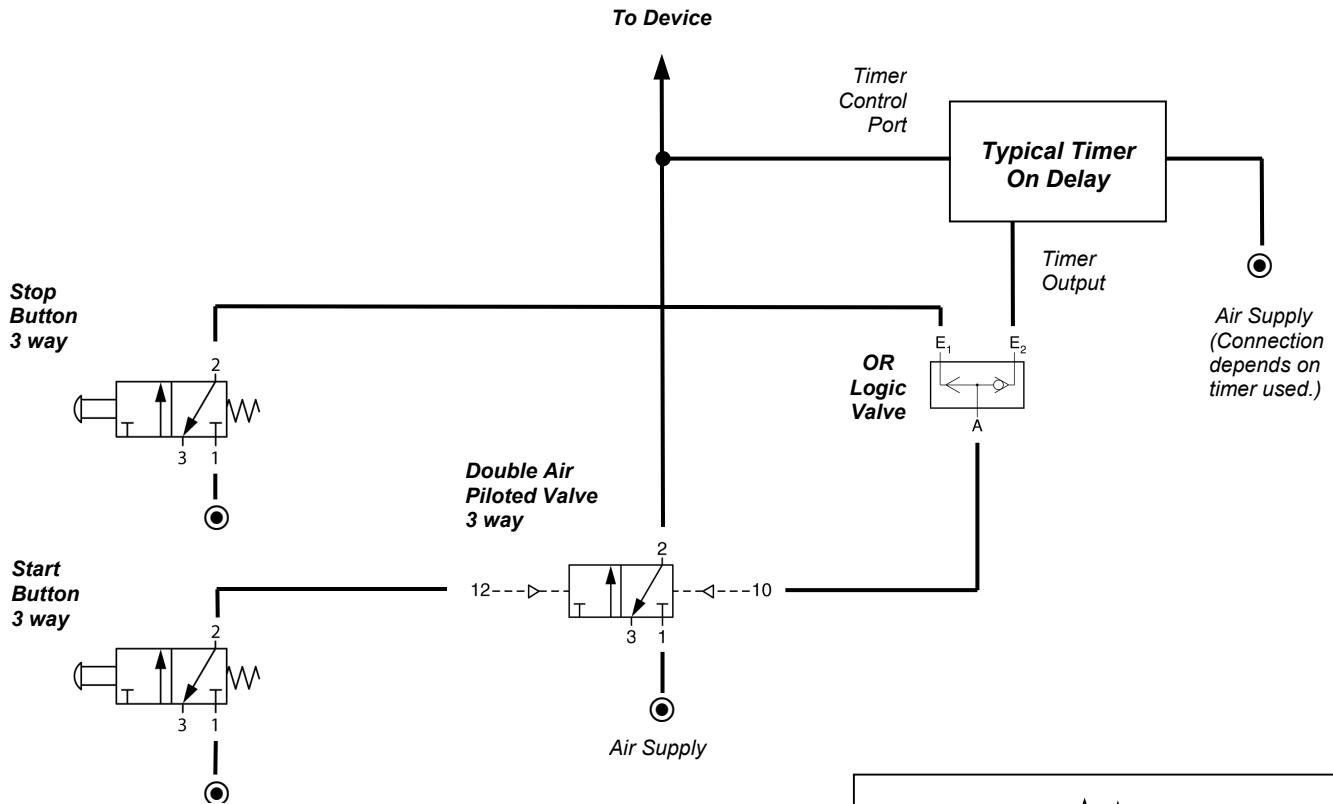 To Device
Timer
Control
Port
Typical Timer
On Delay
Timer
Output
Air Supply
(Connection
depends on
timer used.)
Stop
Button
3 way
2
3 1
E1 E2
OR
Logic
Valve
A
Double Air
Piloted Valve
3 way
2
12 10
3 1
Air Supply
Start
Button
3 way
2
3 1